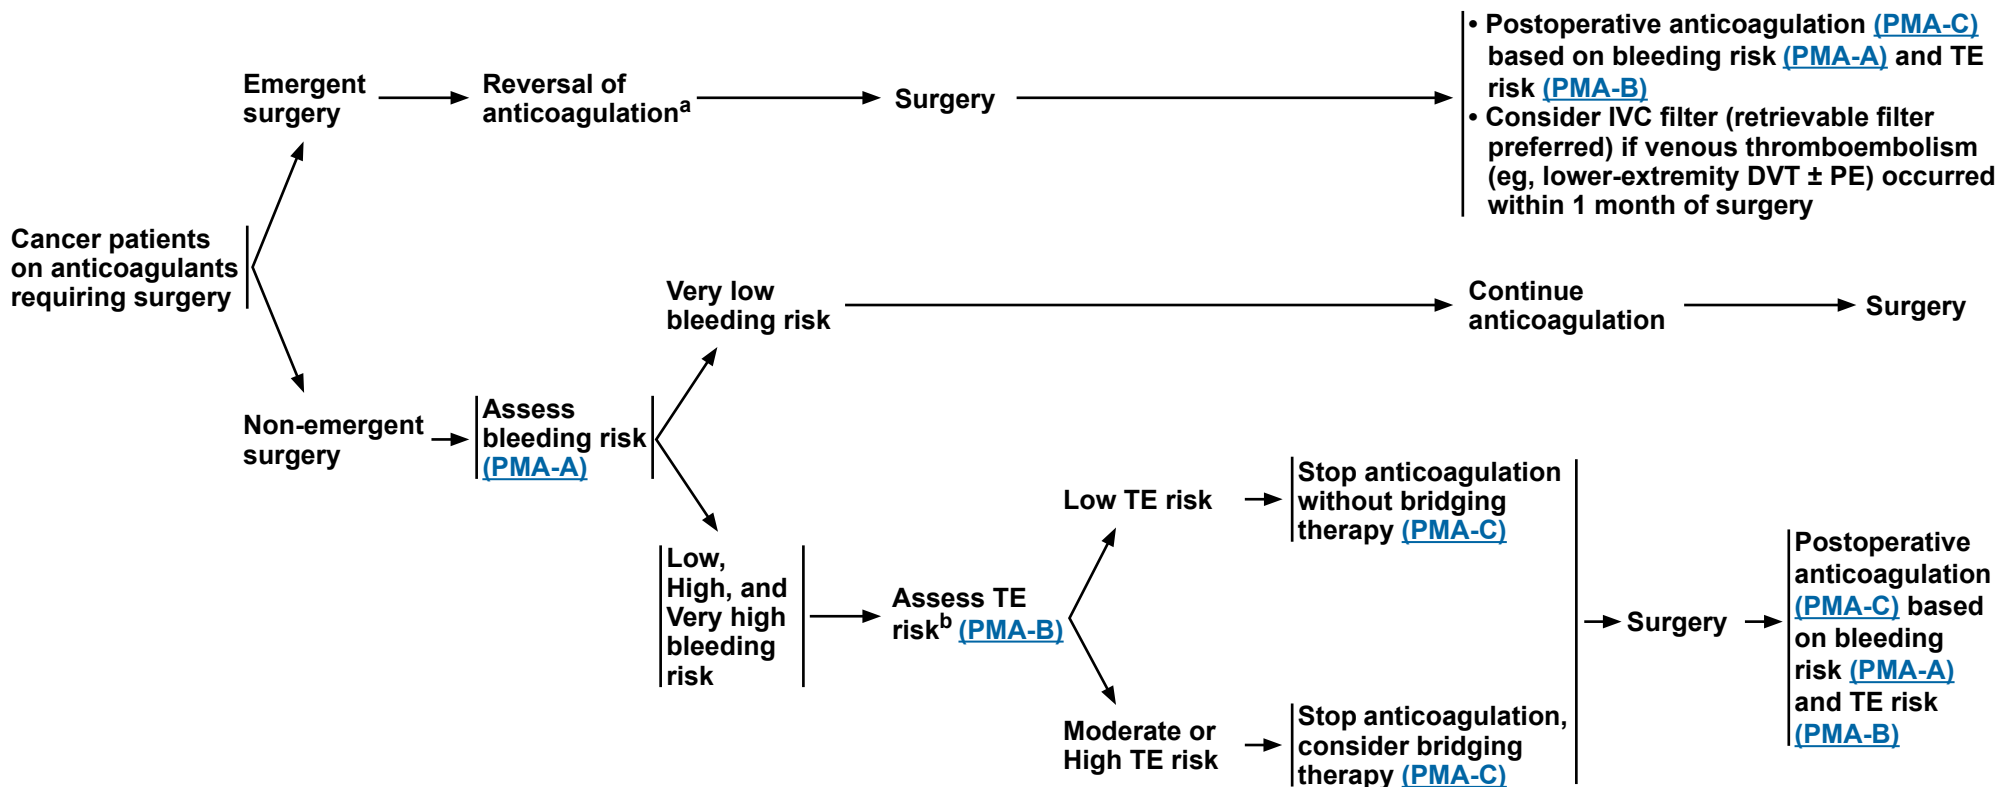 Emergent
surgery
Reversal of
anticoagulationᵃ
Surgery
• Postoperative anticoagulation (PMA-C)
based on bleeding risk (PMA-A) and TE
risk (PMA-B)
• Consider IVC filter (retrievable filter
preferred) if venous thromboembolism
(eg, lower-extremity DVT ± PE) occurred
within 1 month of surgery
Cancer patients
on anticoagulants
requiring surgery
Very low
bleeding risk
Continue
anticoagulation
Surgery
Non-emergent
surgery
Assess
bleeding risk
(PMA-A)
Low,
High, and
Very high
bleeding
risk
Assess TE
riskᵇ (PMA-B)
Low TE risk
Stop anticoagulation
without bridging
therapy (PMA-C)
Moderate or
High TE risk
Stop anticoagulation,
consider bridging
therapy (PMA-C)
Surgery
Postoperative
anticoagulation
(PMA-C) based
on bleeding
risk (PMA-A)
and TE risk
(PMA-B)